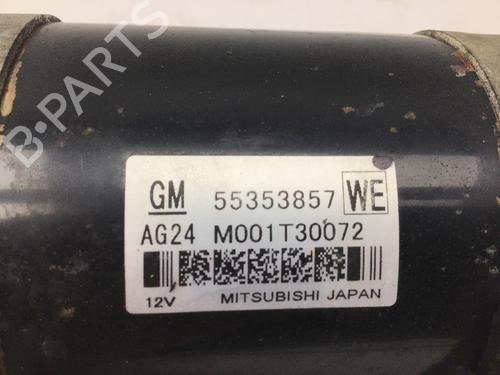 GM 55353857 WE
AG24 M001T30072
12V MITSUBISHI JAPAN
B-PARTS